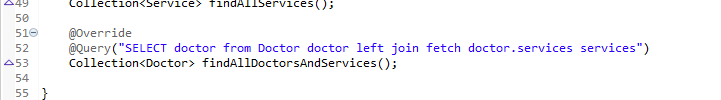 49 Collection<Service> findAllServices();
50
51 @Override
52 @Query("SELECT doctor from Doctor doctor left join fetch doctor.services services")
53 Collection<Doctor> findAllDoctorsAndServices();
54
55 }